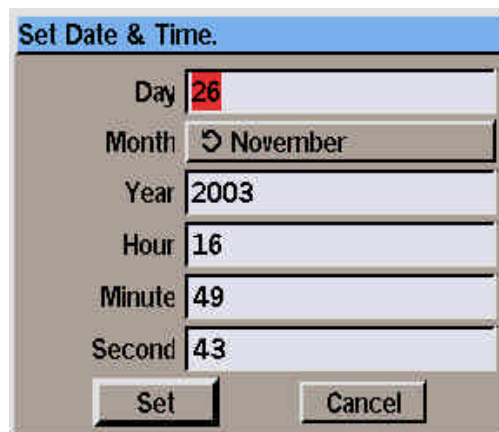 Set Date & Time.
Day 26
Month November
Year 2003
Hour 16
Minute 49
Second 43
Set Cancel